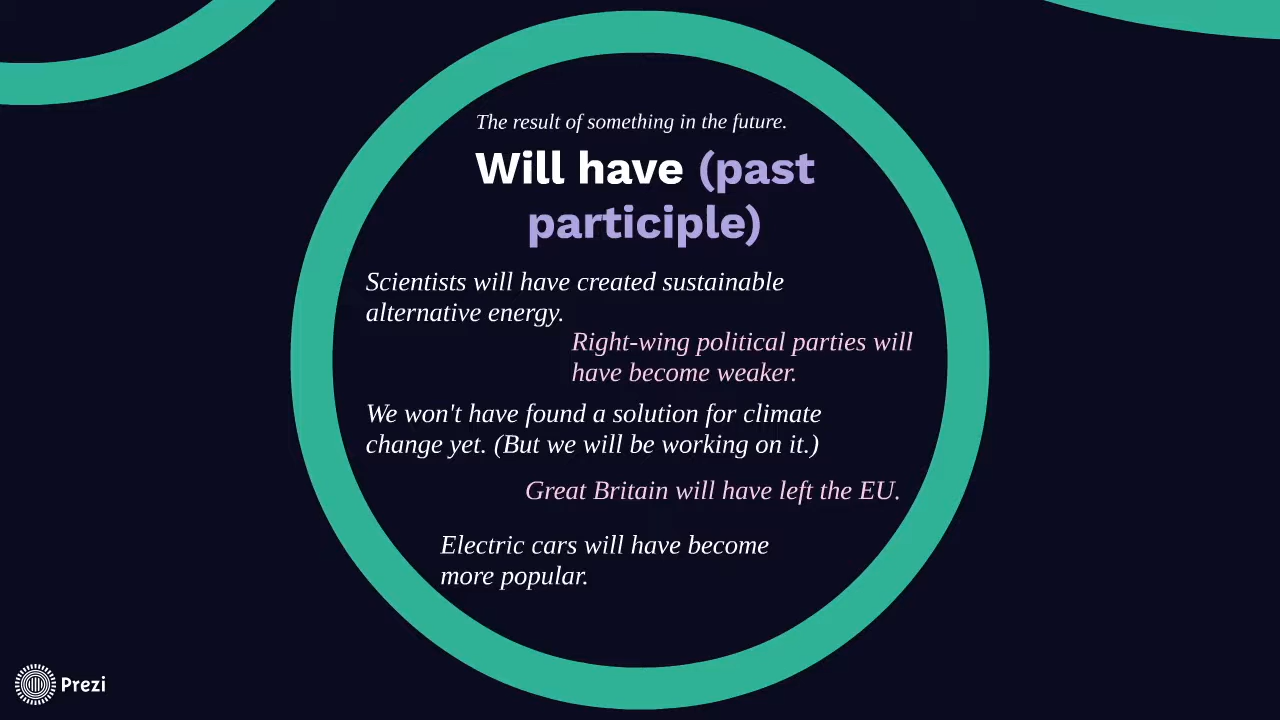 The result of something in the future.
Will have (past
participle)
Scientists will have created sustainable
alternative energy.
Right-wing political parties will
have become weaker.
We won't have found a solution for climate
change yet. (But we will be working on it.)
Great Britain will have left the EU.
Electric cars will have become
more popular.
Prezi